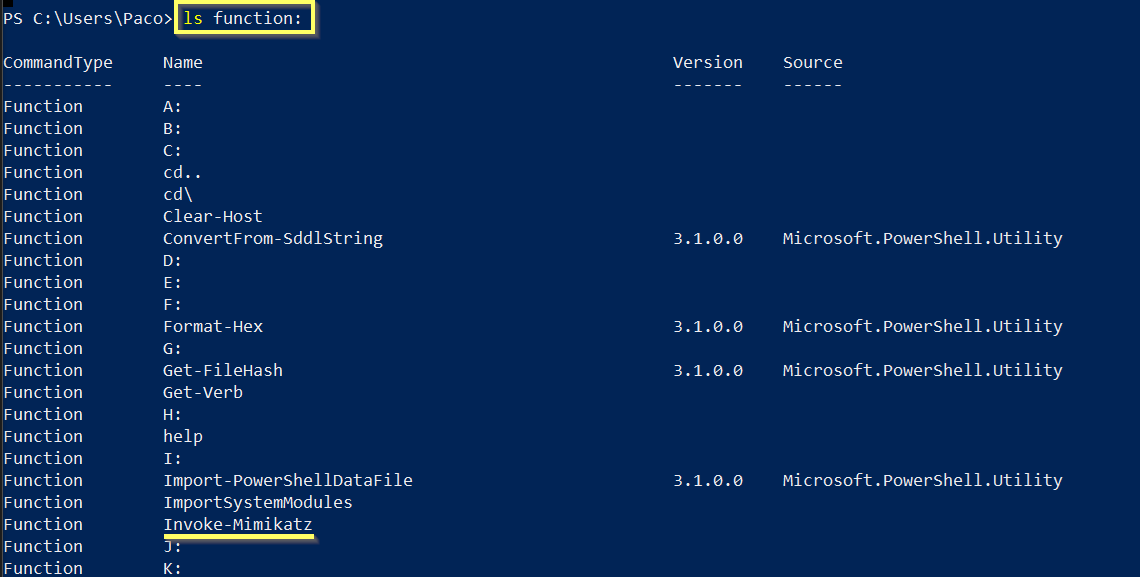 PS C:\Users\Paco> ls function:
CommandType Name Version Source
----------- ---- ------- ------
Function A:
Function B:
Function C:
Function cd..
Function cd\
Function Clear-Host
Function ConvertFrom-SddlString 3.1.0.0 Microsoft.PowerShell.Utility
Function D:
Function E:
Function F:
Function Format-Hex 3.1.0.0 Microsoft.PowerShell.Utility
Function G:
Function Get-FileHash 3.1.0.0 Microsoft.PowerShell.Utility
Function Get-Verb
Function H:
Function help
Function I:
Function Import-PowerShellDataFile 3.1.0.0 Microsoft.PowerShell.Utility
Function ImportSystemModules
Function Invoke-Mimikatz
Function J:
Function K: